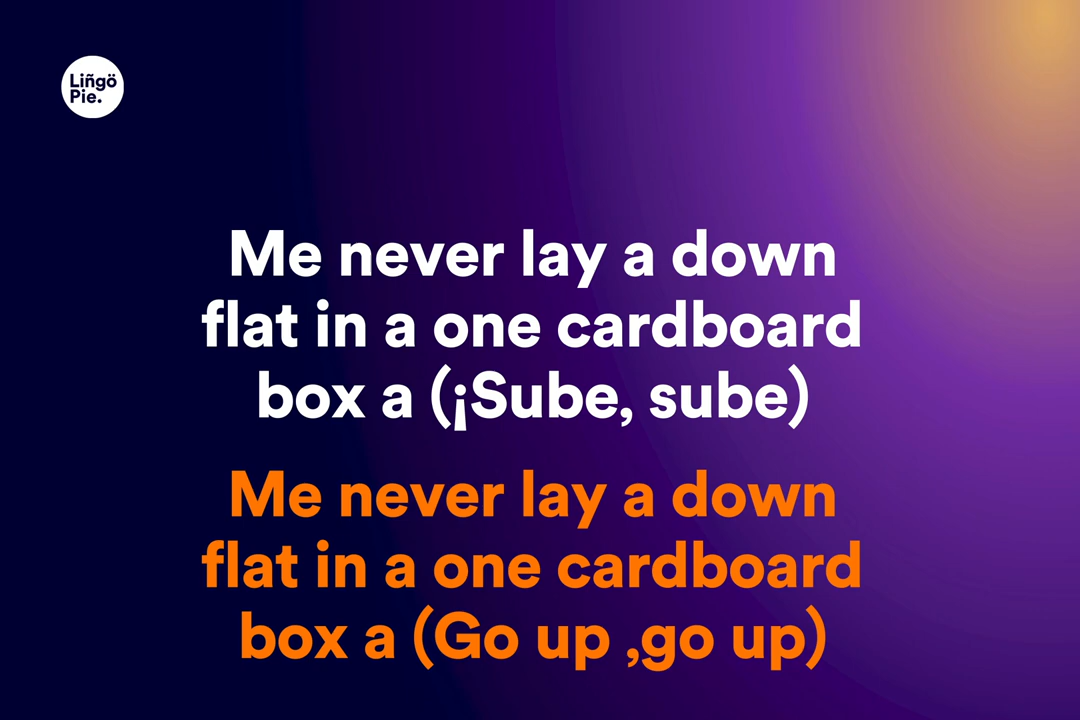 Liñgö
Pie.
Me never lay a down
flat in a one cardboard
box a (¡Sube, sube)
Me never lay a down
flat in a one cardboard
box a (Go up ,go up)